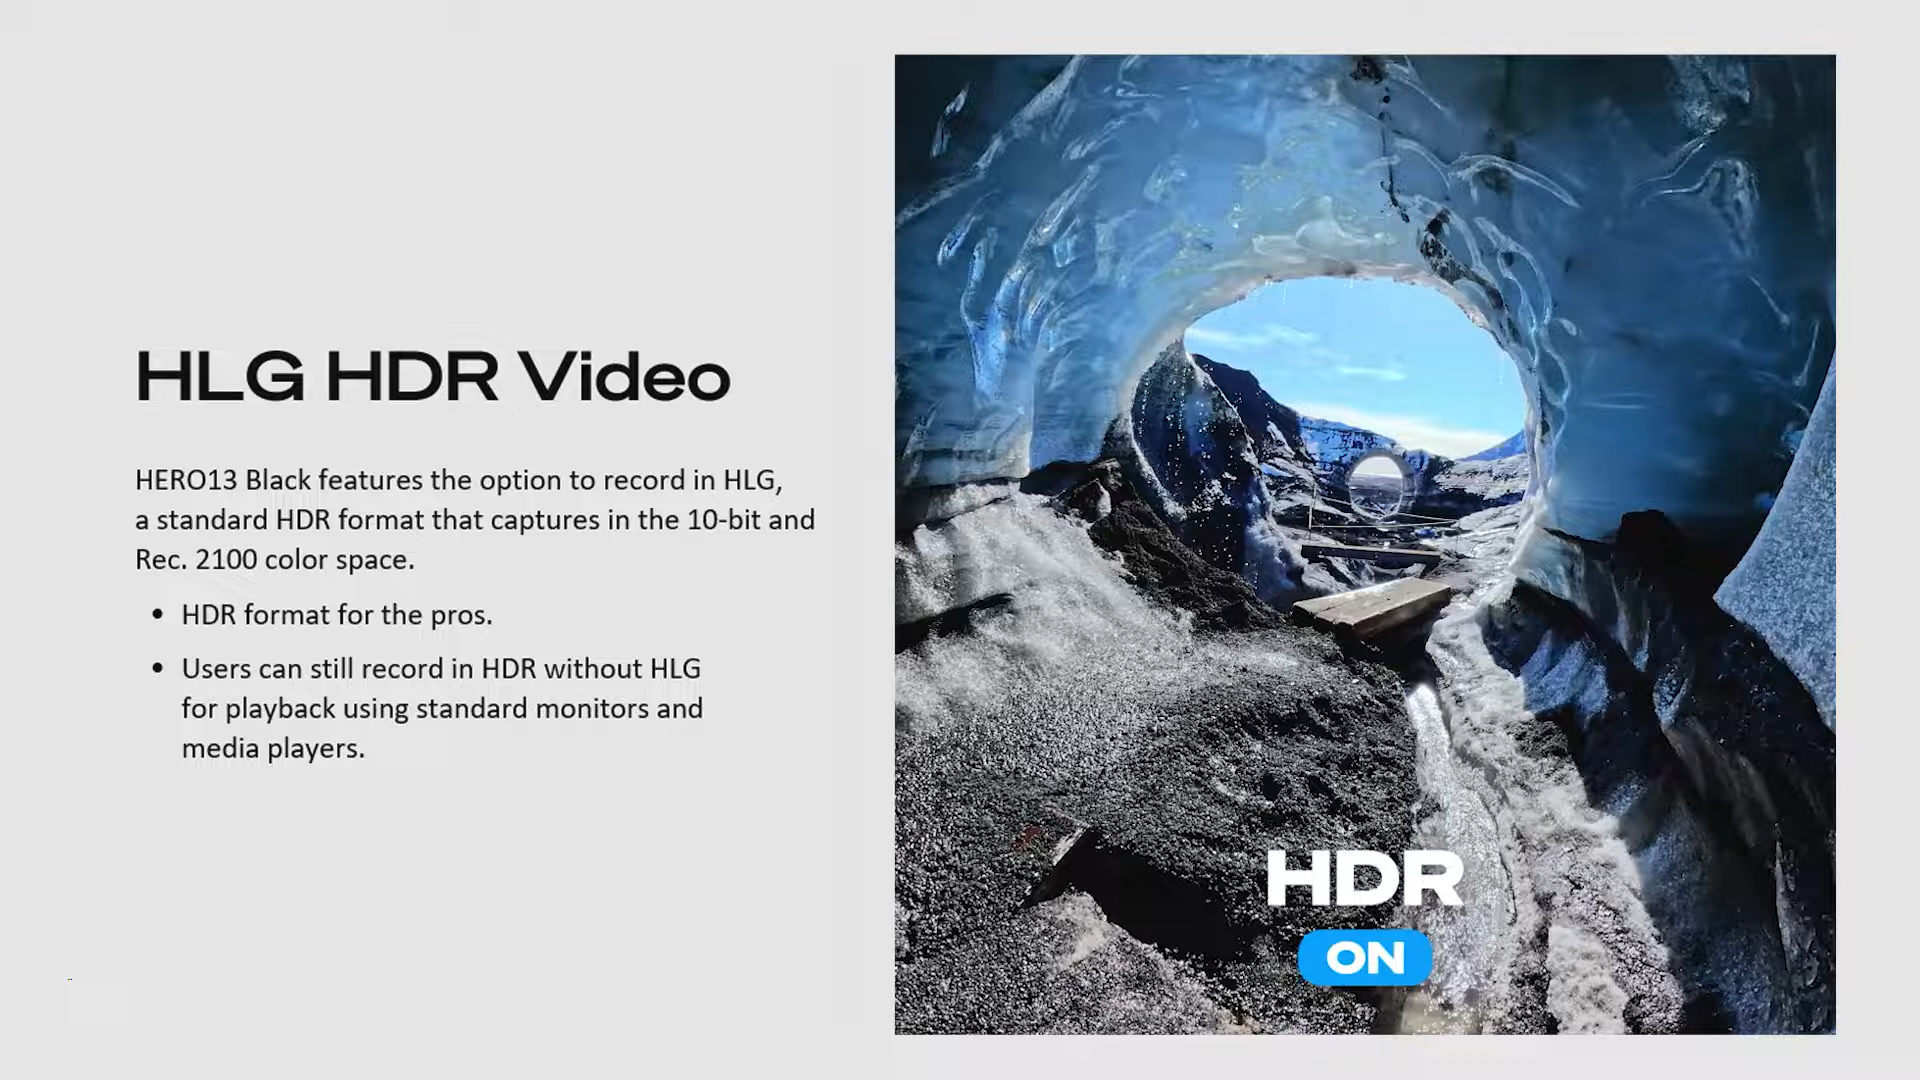 HLG HDR Video
HERO13 Black features the option to record in HLG,
a standard HDR format that captures in the 10-bit and
Rec. 2100 color space.
• HDR format for the pros.
• Users can still record in HDR without HLG
for playback using standard monitors and
media players.
HDR
ON